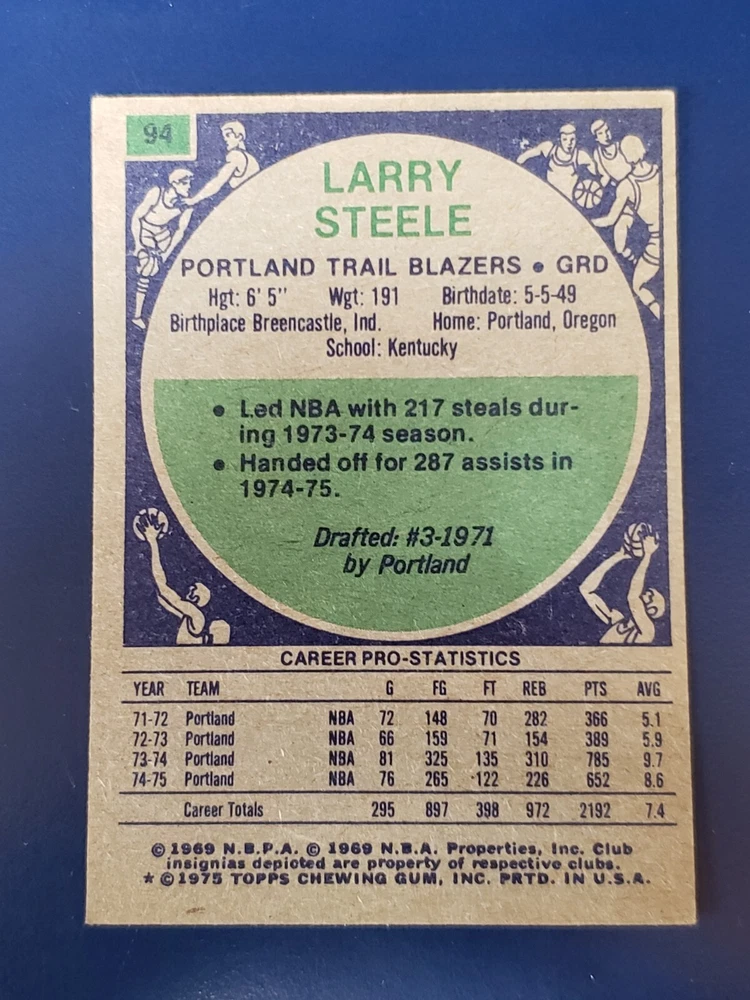 94
LARRY
STEELE
PORTLAND TRAIL BLAZERS • GRD
Hgt: 6' 5" Wgt: 191 Birthdate: 5-5-49
Birthplace Breencastle, Ind. Home: Portland, Oregon
School: Kentucky
• Led NBA with 217 steals dur-
ing 1973-74 season.
• Handed off for 287 assists in
1974-75.
Drafted: #3-1971
by Portland
CAREER PRO-STATISTICS
YEAR TEAM G FG FT REB PTS AVG
71-72 Portland NBA 72 148 70 282 366 5.1
72-73 Portland NBA 66 159 71 154 389 5.9
73-74 Portland NBA 81 325 135 310 785 9.7
74-75 Portland NBA 76 265 122 226 652 8.6
Career Totals 295 897 398 972 2192 7.4
© 1969 N.B.P.A. © 1969 N.B.A. Properties, Inc. Club
insignias depicted are property of respective clubs.
* © 1975 TOPPS CHEWING GUM, INC. PRTD. IN U.S.A.